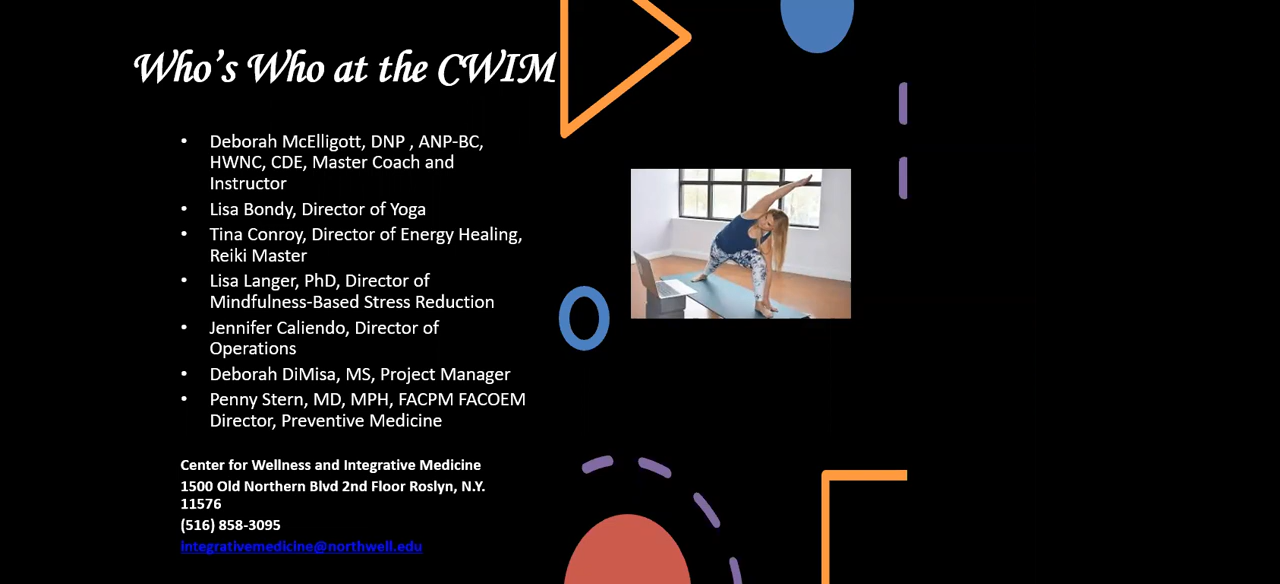 Who's Who at the CWIM
• Deborah McElligott, DNP , ANP-BC,
HWNC, CDE, Master Coach and
Instructor
• Lisa Bondy, Director of Yoga
• Tina Conroy, Director of Energy Healing,
Reiki Master
• Lisa Langer, PhD, Director of
Mindfulness-Based Stress Reduction
• Jennifer Caliendo, Director of
Operations
• Deborah DiMisa, MS, Project Manager
• Penny Stern, MD, MPH, FACPM FACOEM
Director, Preventive Medicine
Center for Wellness and Integrative Medicine
1500 Old Northern Blvd 2nd Floor Roslyn, N.Y.
11576
(516) 858-3095
integrativemedicine@northwell.edu